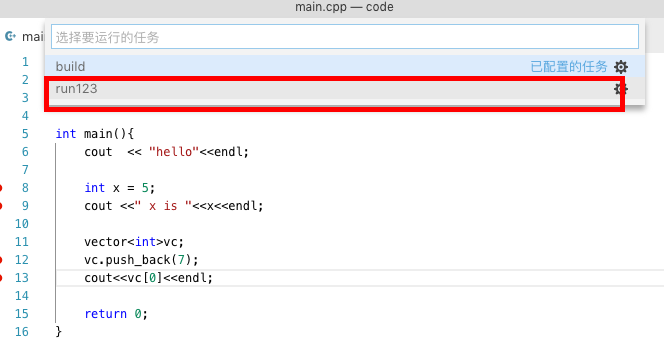 main.cpp — code
mai
选择要运行的任务
build 已配置的任务
run123
1
2
3
4
5 int main(){
6 cout << "hello"<<endl;
7
8 int x = 5;
9 cout <<" x is "<<x<<endl;
10
11 vector<int>vc;
12 vc.push_back(7);
13 cout<<vc[0]<<endl;
14
15 return 0;
16 }